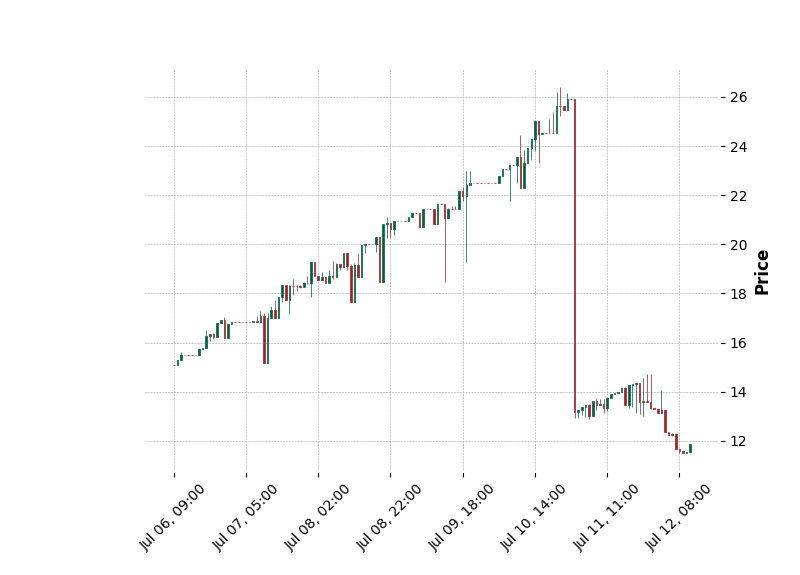 26
24
22
20
18
16
14
12
Price
Jul 06, 09:00
Jul 07, 05:00
Jul 08, 02:00
Jul 08, 22:00
Jul 09, 18:00
Jul 10, 14:00
Jul 11, 11:00
Jul 12, 08:00